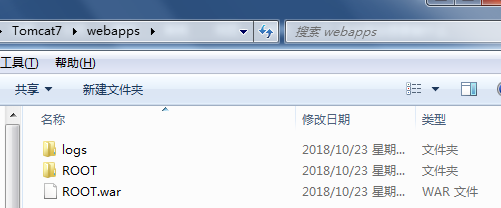 Tomcat7 ▸ webapps ▸ 搜索 webapps
工具(T) 帮助(H)
共享 ▼ 新建文件夹
名称 修改日期 类型
logs 2018/10/23 星期... 文件夹
ROOT 2018/10/23 星期... 文件夹
ROOT.war 2018/10/23 星期... WAR 文件